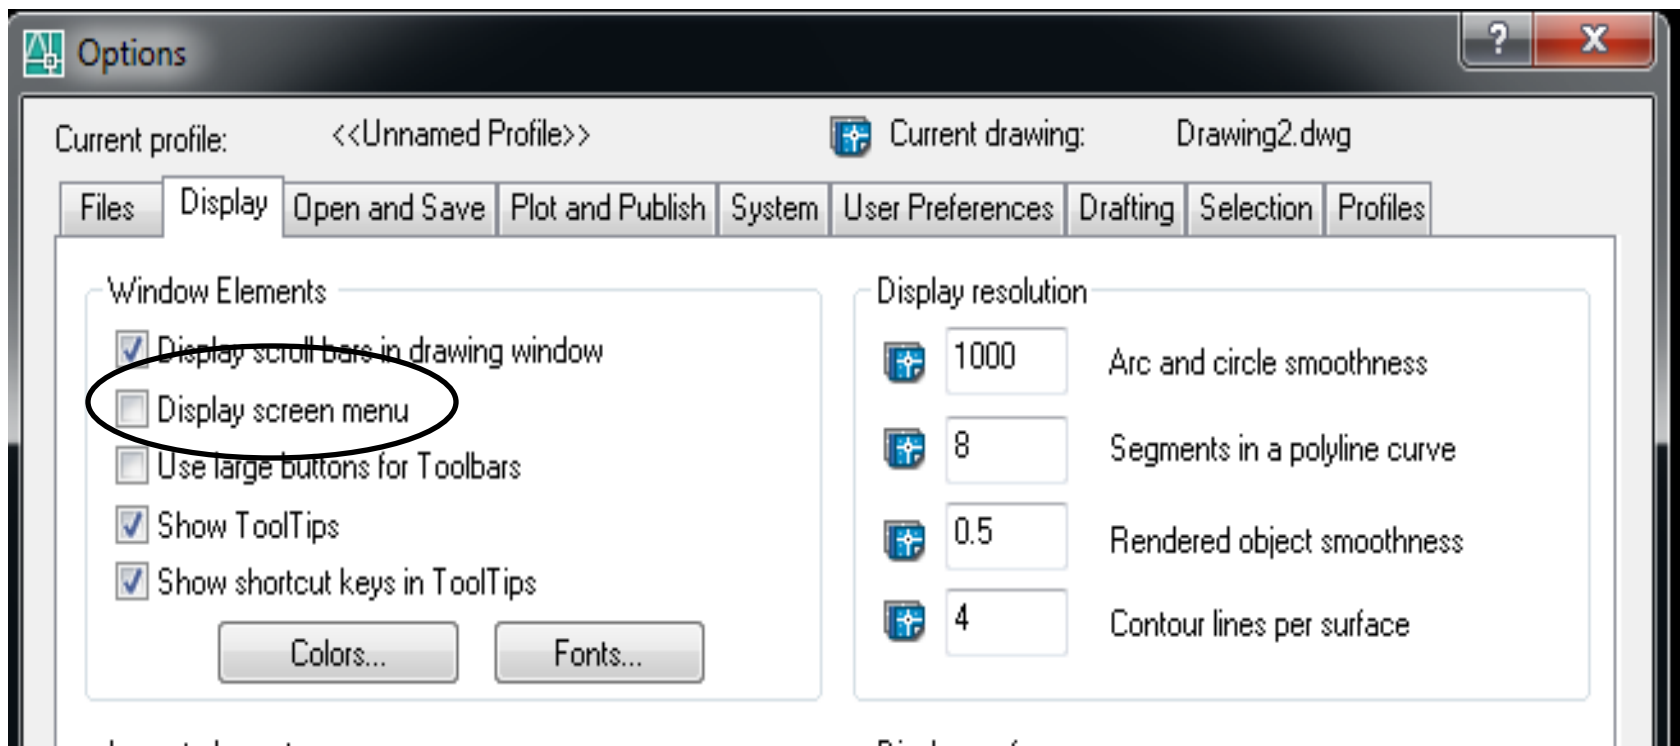 Options
Current profile: <<Unnamed Profile>> Current drawing: Drawing2.dwg
Files Display Open and Save Plot and Publish System User Preferences Drafting Selection Profiles
Window Elements
Display scroll bars in drawing window
Display screen menu
Use large buttons for Toolbars
Show ToolTips
Show shortcut keys in ToolTips
Colors... Fonts...
Display resolution
1000 Arc and circle smoothness
8 Segments in a polyline curve
0.5 Rendered object smoothness
4 Contour lines per surface